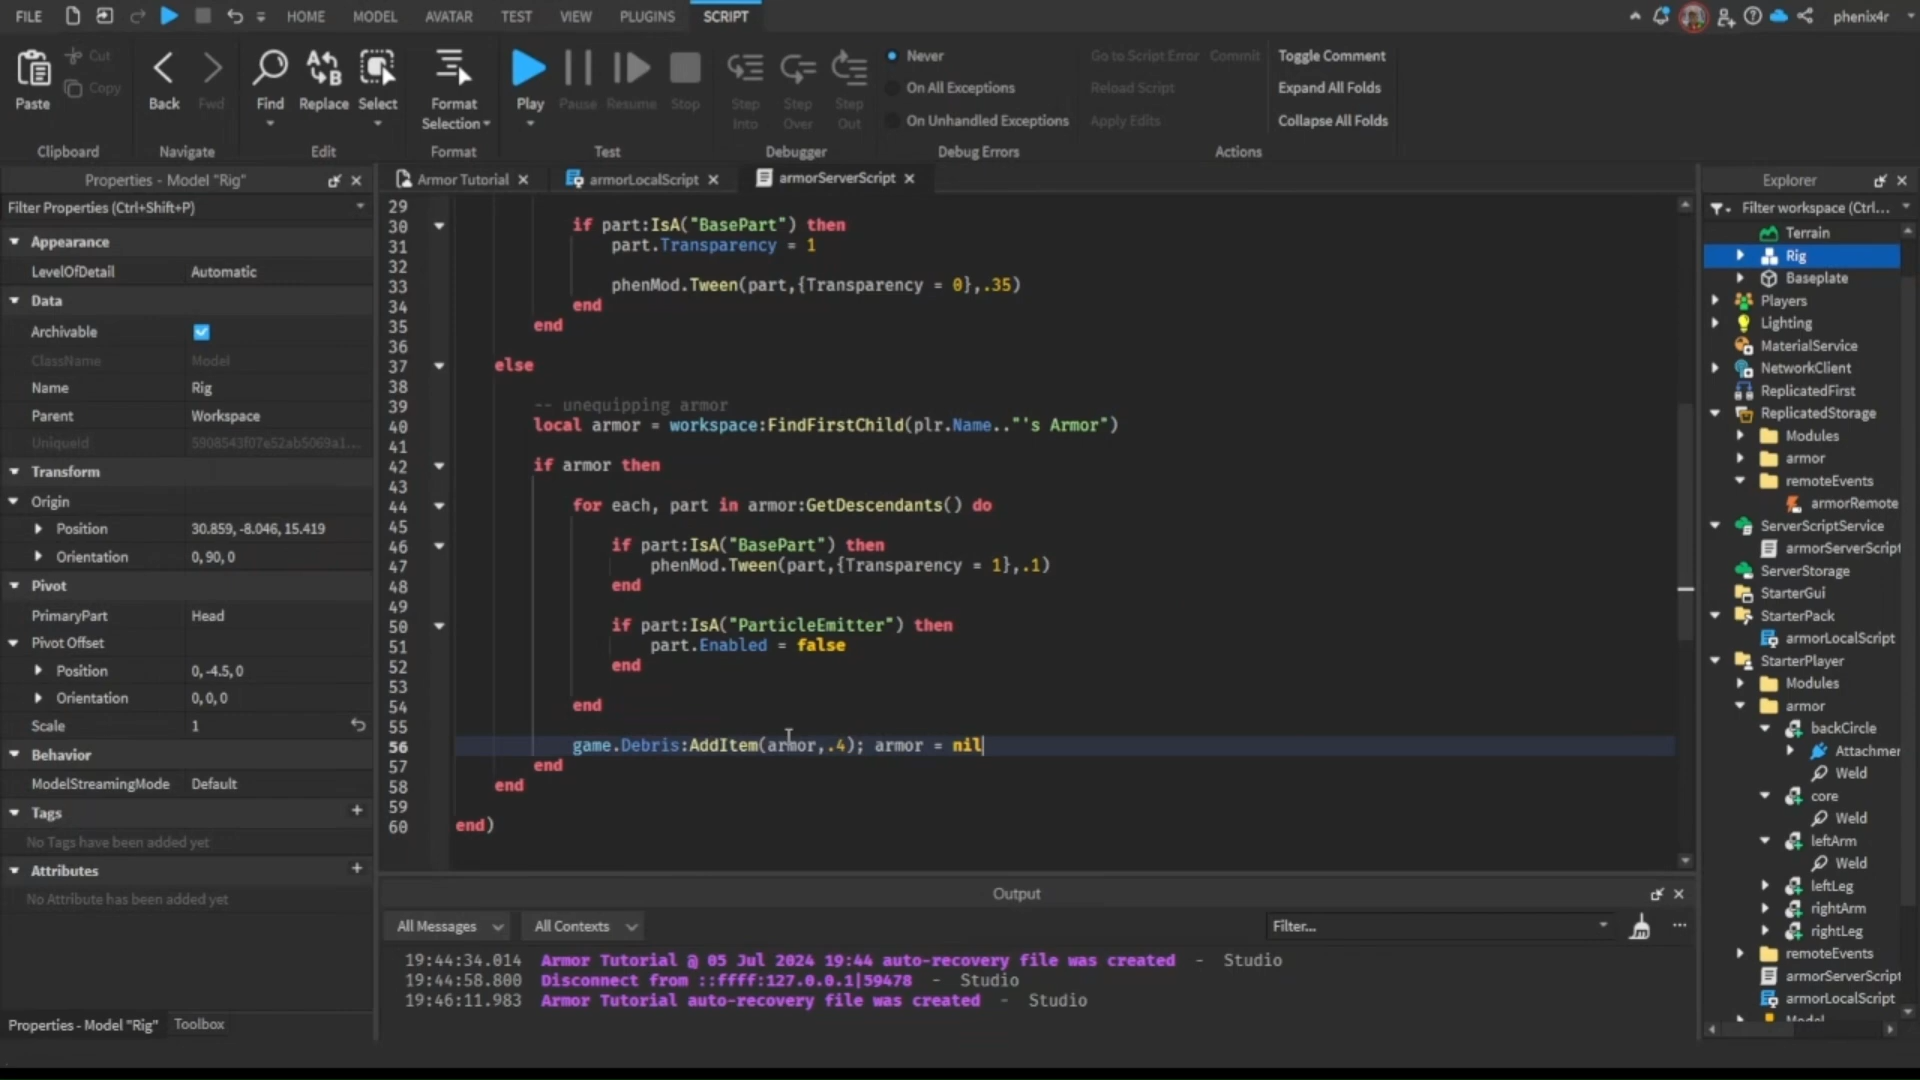 FILE HOME MODEL AVATAR TEST VIEW PLUGINS SCRIPT phenix4r
Paste Cut Copy Back Fwd Find Replace Select Format Selection Play Pause Resume Stop Step Into Step Over Step Out
Never
On All Exceptions
On Unhandled Exceptions
Go to Script Error Commit
Reload Script
Apply Edits
Toggle Comment
Expand All Folds
Collapse All Folds
Clipboard Navigate Edit Format Test Debugger Debug Errors Actions
Properties - Model "Rig"
Filter Properties (Ctrl+Shift+P)
Appearance
LevelOfDetail Automatic
Data
Archivable
ClassName Model
Name Rig
Parent Workspace
UniqueId 5908543f07e52ab5069a1...
Transform
Origin
Position 30.859, -8.046, 15.419
Orientation 0, 90, 0
Pivot
PrimaryPart Head
Pivot Offset
Position 0, -4.5, 0
Orientation 0, 0, 0
Scale 1
Behavior
ModelStreamingMode Default
Tags +
No Tags have been added yet
Attributes +
No Attribute has been added yet
Properties - Model "Rig" Toolbox
Armor Tutorial armorLocalScript armorServerScript
29
30 if part:IsA("BasePart") then
31 part.Transparency = 1
32
33 phenMod.Tween(part,{Transparency = 0},.35)
34 end
35 end
36
37 else
38
39 -- unequipping armor
40 local armor = workspace:FindFirstChild(plr.Name.."'s Armor")
41
42 if armor then
43
44 for each, part in armor:GetDescendants() do
45
46 if part:IsA("BasePart") then
47 phenMod.Tween(part,{Transparency = 1},.1)
48 end
49
50 if part:IsA("ParticleEmitter") then
51 part.Enabled = false
52 end
53
54 end
55
56 game.Debris:AddItem(armor,.4); armor = nil
57 end
58 end
59
60 end)
Output
All Messages All Contexts Filter...
19:44:34.014 Armor Tutorial @ 05 Jul 2024 19:44 auto-recovery file was created - Studio
19:44:58.800 Disconnect from ::ffff:127.0.0.1|59478 - Studio
19:46:11.983 Armor Tutorial auto-recovery file was created - Studio
Explorer
Filter workspace (Ctrl...
Terrain
Rig
Baseplate
Players
Lighting
MaterialService
NetworkClient
ReplicatedFirst
ReplicatedStorage
Modules
armor
remoteEvents
armorRemote
ServerScriptService
armorServerScript
ServerStorage
StarterGui
StarterPack
armorLocalScript
StarterPlayer
Modules
armor
backCircle
Attachmer
Weld
core
Weld
leftArm
Weld
leftLeg
rightArm
rightLeg
remoteEvents
armorServerScript
armorLocalScript
Model